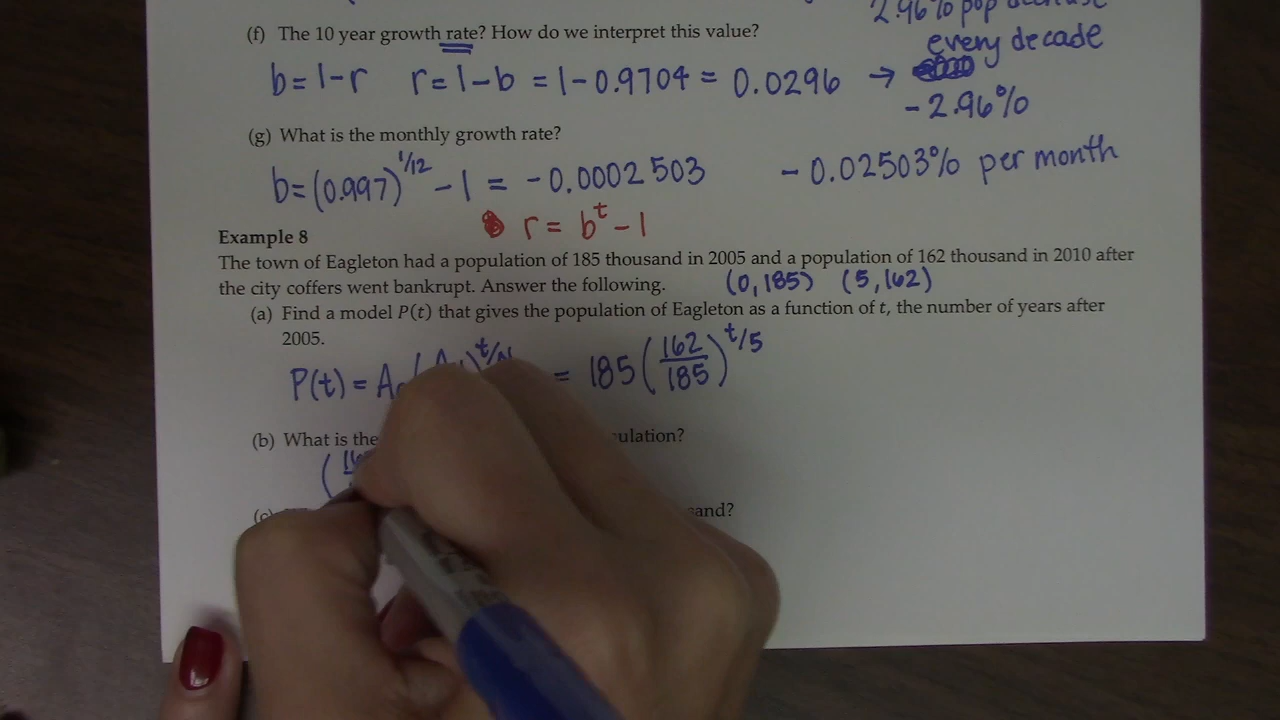 2.96% pop
(f) The 10 year growth rate? How do we interpret this value?
every decade
b = 1 - r r = 1 - b = 1 - 0.9704 = 0.0296 →
- 2.96%
(g) What is the monthly growth rate?
b = (0.997)^1/12 - 1 = -0.0002503 - 0.02503% per month
r = b^t - 1
Example 8
The town of Eagleton had a population of 185 thousand in 2005 and a population of 162 thousand in 2010 after
the city coffers went bankrupt. Answer the following. (0,185) (5,162)
(a) Find a model P(t) that gives the population of Eagleton as a function of t, the number of years after
2005.
P(t) = A = 185 (162/185)^t/5
(b) What is the
(c)